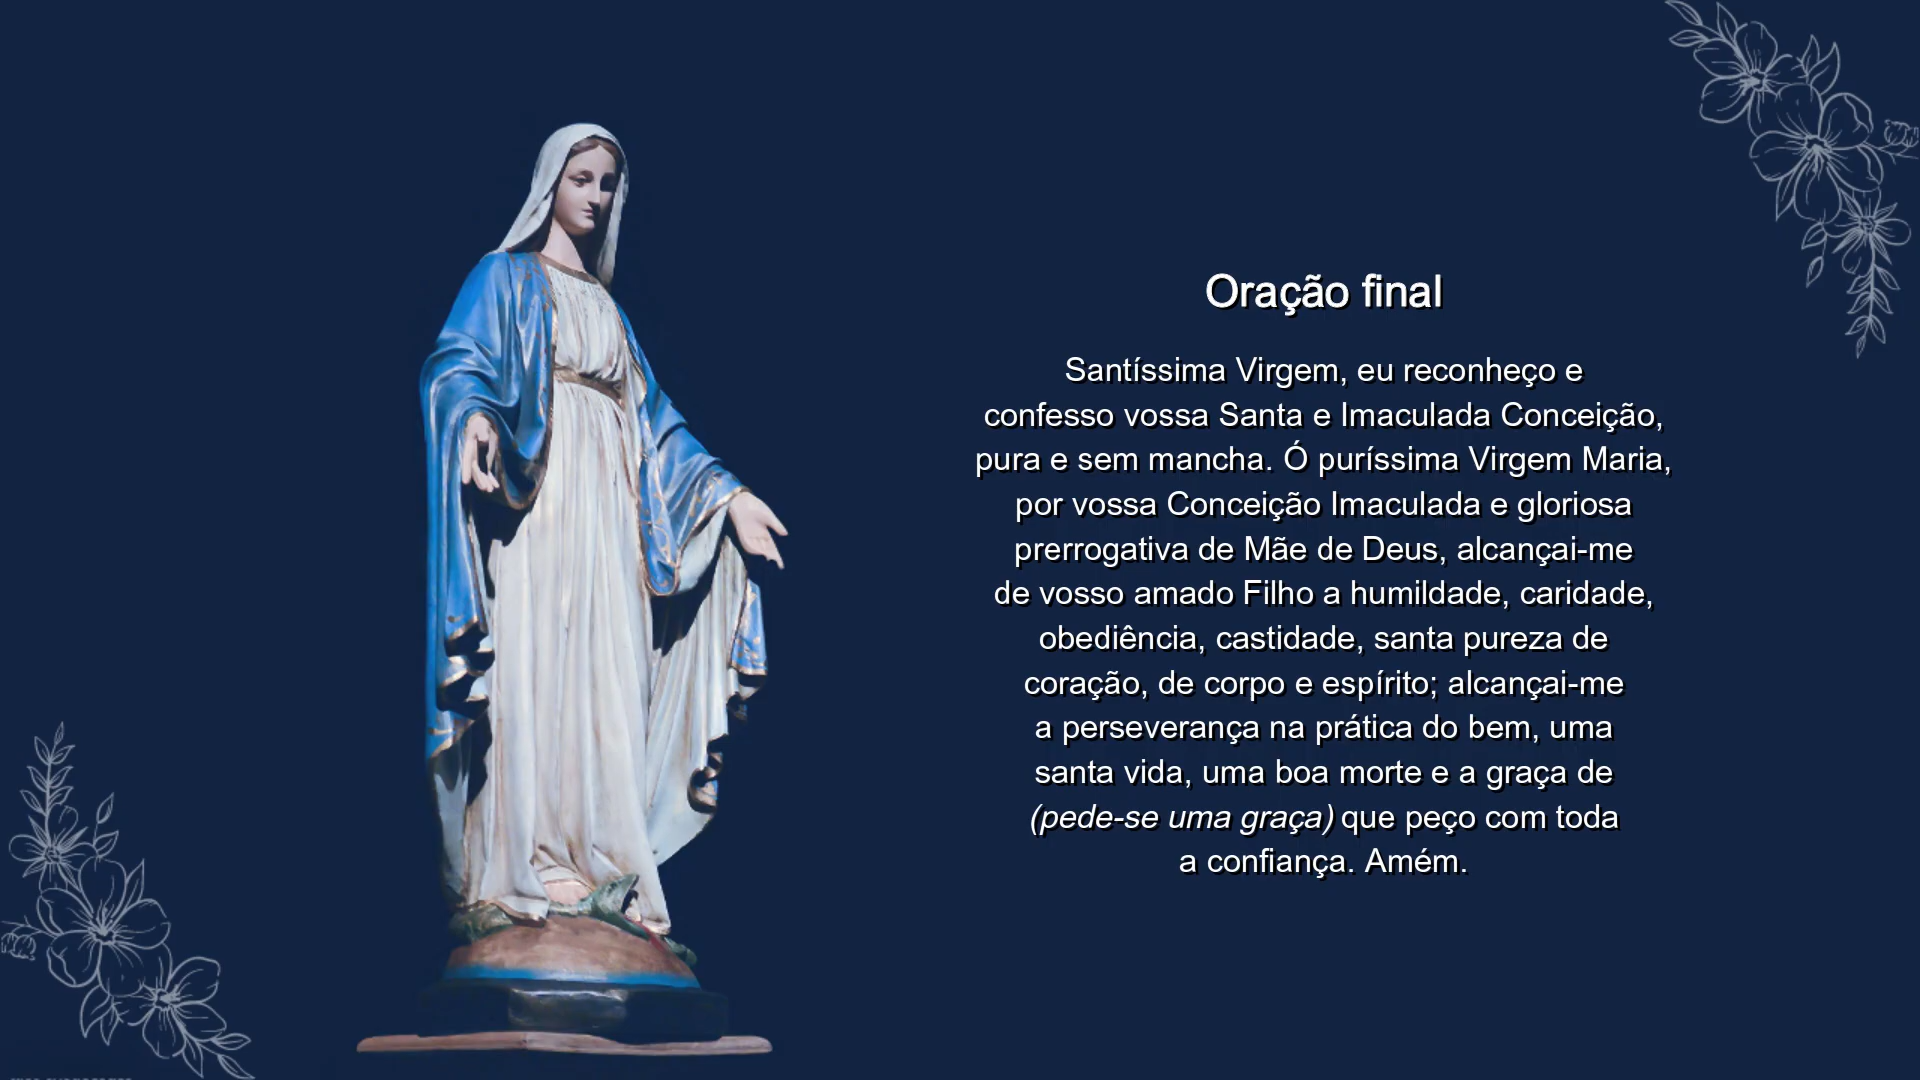 Oração final
Santíssima Virgem, eu reconheço e
confesso vossa Santa e Imaculada Conceição,
pura e sem mancha. Ó puríssima Virgem Maria,
por vossa Conceição Imaculada e gloriosa
prerrogativa de Mãe de Deus, alcançai-me
de vosso amado Filho a humildade, caridade,
obediência, castidade, santa pureza de
coração, de corpo e espírito; alcançai-me
a perseverança na prática do bem, uma
santa vida, uma boa morte e a graça de
(pede-se uma graça) que peço com toda
a confiança. Amém.